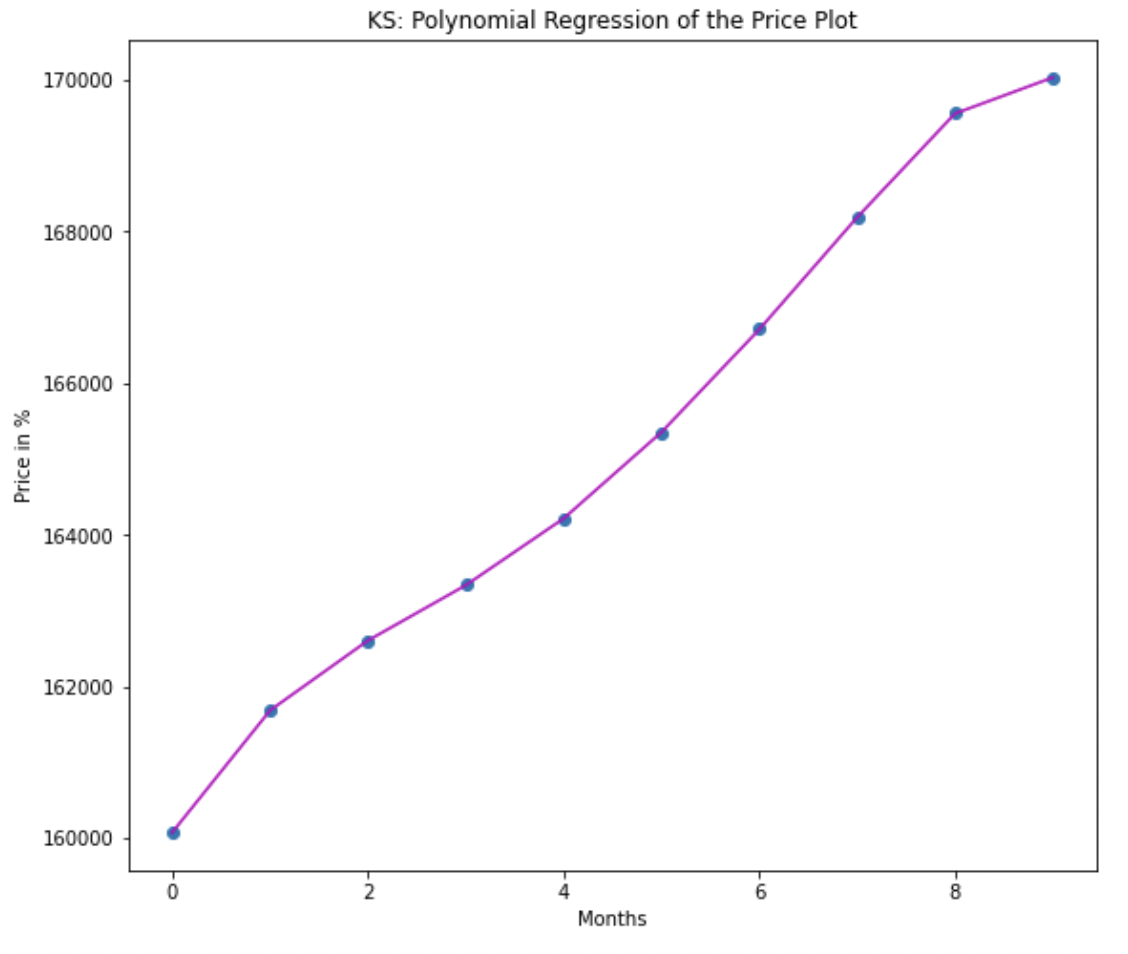 KS: Polynomial Regression of the Price Plot
170000
168000
166000
164000
162000
160000
Price in %
0 2 4 6 8
Months